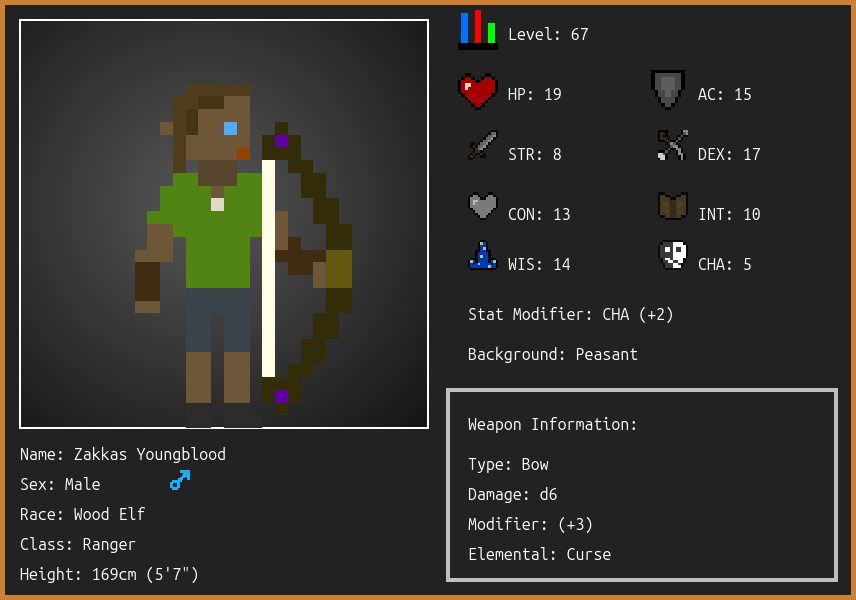 Level: 67
HP: 19
AC: 15
STR: 8
DEX: 17
CON: 13
INT: 10
WIS: 14
CHA: 5
Stat Modifier: CHA (+2)
Background: Peasant
Name: Zakkas Youngblood
Sex: Male
Race: Wood Elf
Class: Ranger
Height: 169cm (5'7")
Weapon Information:
Type: Bow
Damage: d6
Modifier: (+3)
Elemental: Curse